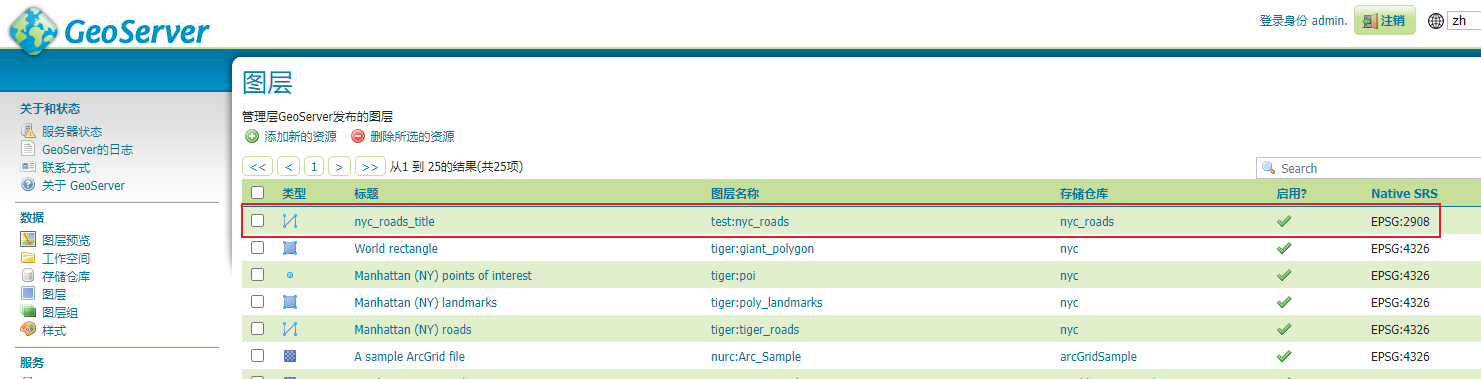 GeoServer
登录身份 admin.
注销
zh
图层
管理层GeoServer发布的图层
添加新的资源
删除所选的资源
<< < 1 > >> 从1 到 25的结果(共25项)
Search
类型 标题 图层名称 存储仓库 启用? Native SRS
nyc_roads_title test:nyc_roads nyc_roads EPSG:2908
World rectangle tiger:giant_polygon nyc EPSG:4326
Manhattan (NY) points of interest tiger:poi nyc EPSG:4326
Manhattan (NY) landmarks tiger:poly_landmarks nyc EPSG:4326
Manhattan (NY) roads tiger:tiger_roads nyc EPSG:4326
A sample ArcGrid file nurc:Arc_Sample arcGridSample EPSG:4326
关于和状态
服务器状态
GeoServer的日志
联系方式
关于 GeoServer
数据
图层预览
工作空间
存储仓库
图层
图层组
样式
服务